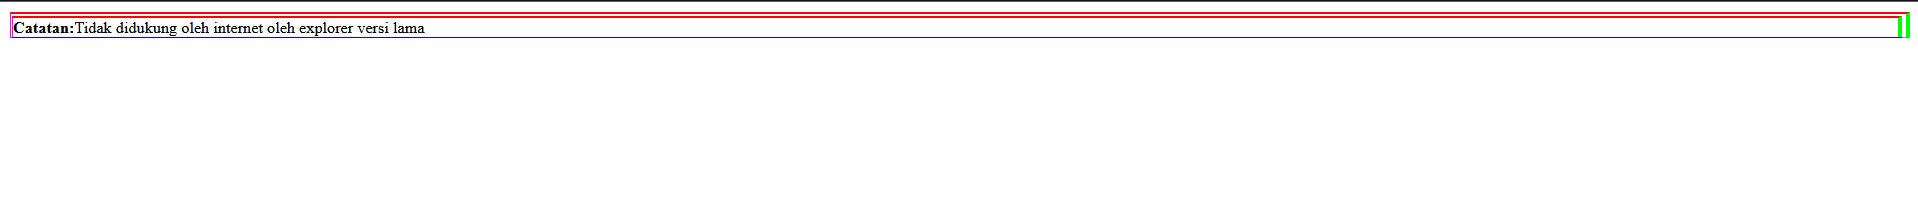 Catatan:Tidak didukung oleh internet oleh explorer versi lama